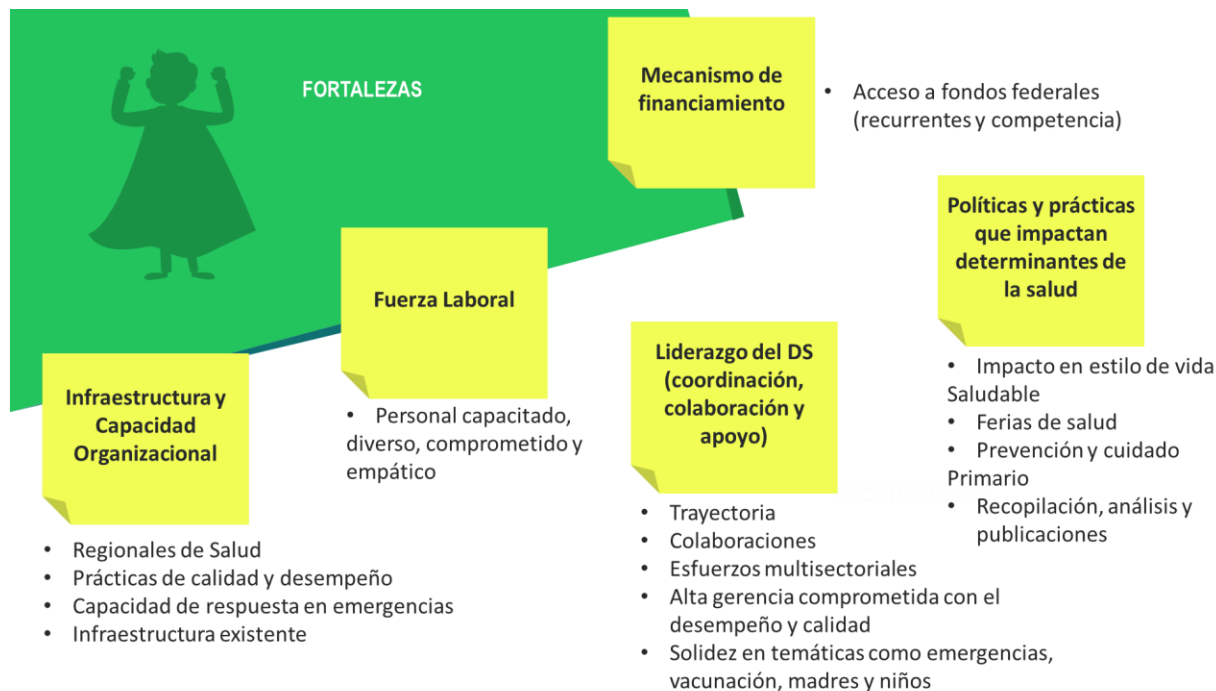 FORTALEZAS
Mecanismo de
financiamiento
• Acceso a fondos federales
(recurrentes y competencia)
Políticas y prácticas
que impactan
determinantes de
la salud
• Impacto en estilo de vida
Saludable
• Ferias de salud
• Prevención y cuidado
Primario
• Recopilación, análisis y
publicaciones
Fuerza Laboral
• Personal capacitado,
diverso, comprometido y
empático
Liderazgo del DS
(coordinación,
colaboración y
apoyo)
• Trayectoria
• Colaboraciones
• Esfuerzos multisectoriales
• Alta gerencia comprometida con el
desempeño y calidad
• Solidez en temáticas como emergencias,
vacunación, madres y niños
Infraestructura y
Capacidad
Organizacional
• Regionales de Salud
• Prácticas de calidad y desempeño
• Capacidad de respuesta en emergencias
• Infraestructura existente